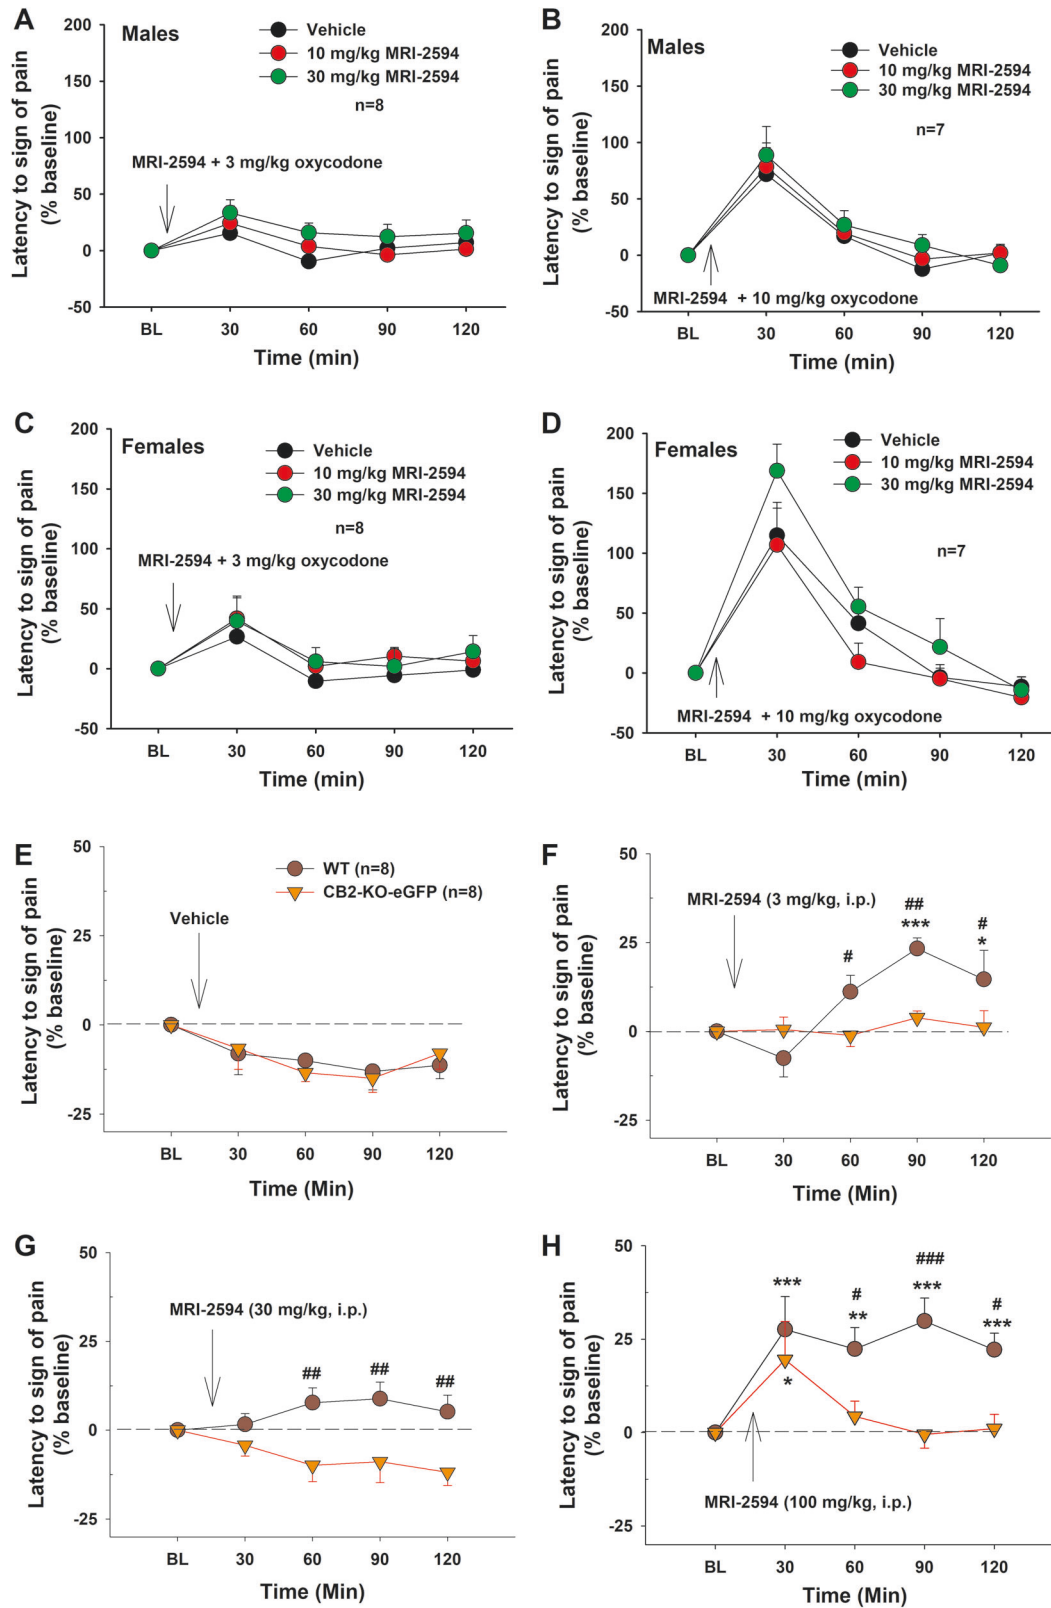 A
Males
Vehicle
10 mg/kg MRI-2594
30 mg/kg MRI-2594
n=8
MRI-2594 + 3 mg/kg oxycodone
Latency to sign of pain
(% baseline)
200
150
100
50
0
-50
BL 30 60 90 120
Time (min)
B
Males
Vehicle
10 mg/kg MRI-2594
30 mg/kg MRI-2594
n=7
MRI-2594 + 10 mg/kg oxycodone
Latency to sign of pain
(% baseline)
200
150
100
50
0
-50
BL 30 60 90 120
Time (min)
C
Females
Vehicle
10 mg/kg MRI-2594
30 mg/kg MRI-2594
n=8
MRI-2594 + 3 mg/kg oxycodone
Latency to sign of pain
(% baseline)
200
150
100
50
0
-50
BL 30 60 90 120
Time (min)
D
Females
Vehicle
10 mg/kg MRI-2594
30 mg/kg MRI-2594
n=7
MRI-2594 + 10 mg/kg oxycodone
Latency to sign of pain
(% baseline)
200
150
100
50
0
-50
BL 30 60 90 120
Time (min)
E
WT (n=8)
CB2-KO-eGFP (n=8)
Vehicle
Latency to sign of pain
(% baseline)
50
25
0
-25
BL 30 60 90 120
Time (Min)
F
MRI-2594 (3 mg/kg, i.p.)
# ## #
*** *
Latency to sign of pain
(% baseline)
50
25
0
-25
BL 30 60 90 120
Time (Min)
G
MRI-2594 (30 mg/kg, i.p.)
## ## ##
Latency to sign of pain
(% baseline)
50
25
0
-25
BL 30 60 90 120
Time (Min)
H
# ### #
*** ** *** ***
*
MRI-2594 (100 mg/kg, i.p.)
Latency to sign of pain
(% baseline)
50
25
0
-25
BL 30 60 90 120
Time (Min)